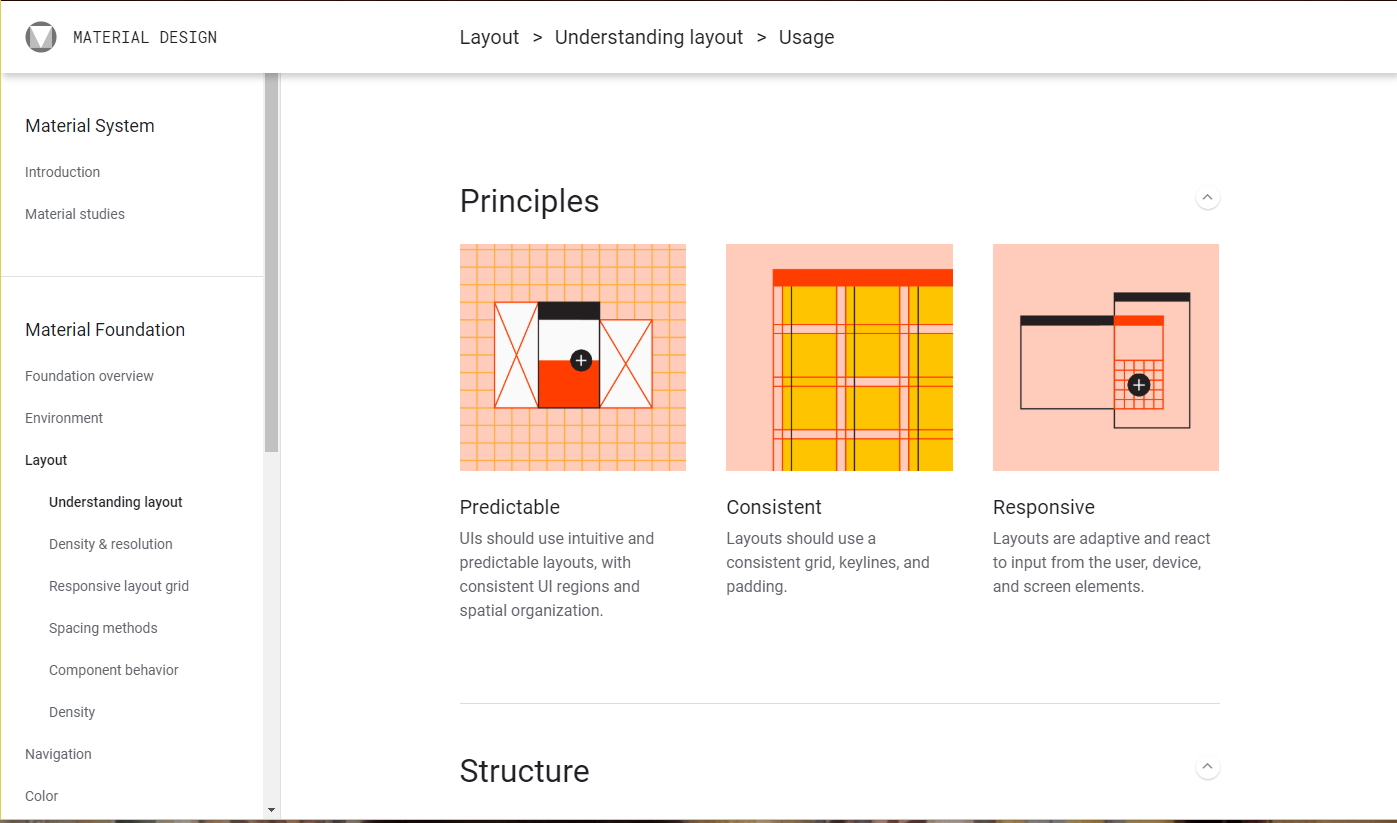 MATERIAL DESIGN
Layout > Understanding layout > Usage
Material System
Introduction
Material studies
Material Foundation
Foundation overview
Environment
Layout
Understanding layout
Density & resolution
Responsive layout grid
Spacing methods
Component behavior
Density
Navigation
Color
Principles
Predictable
UIs should use intuitive and
predictable layouts, with
consistent UI regions and
spatial organization.
Consistent
Layouts should use a
consistent grid, keylines, and
padding.
Responsive
Layouts are adaptive and react
to input from the user, device,
and screen elements.
Structure